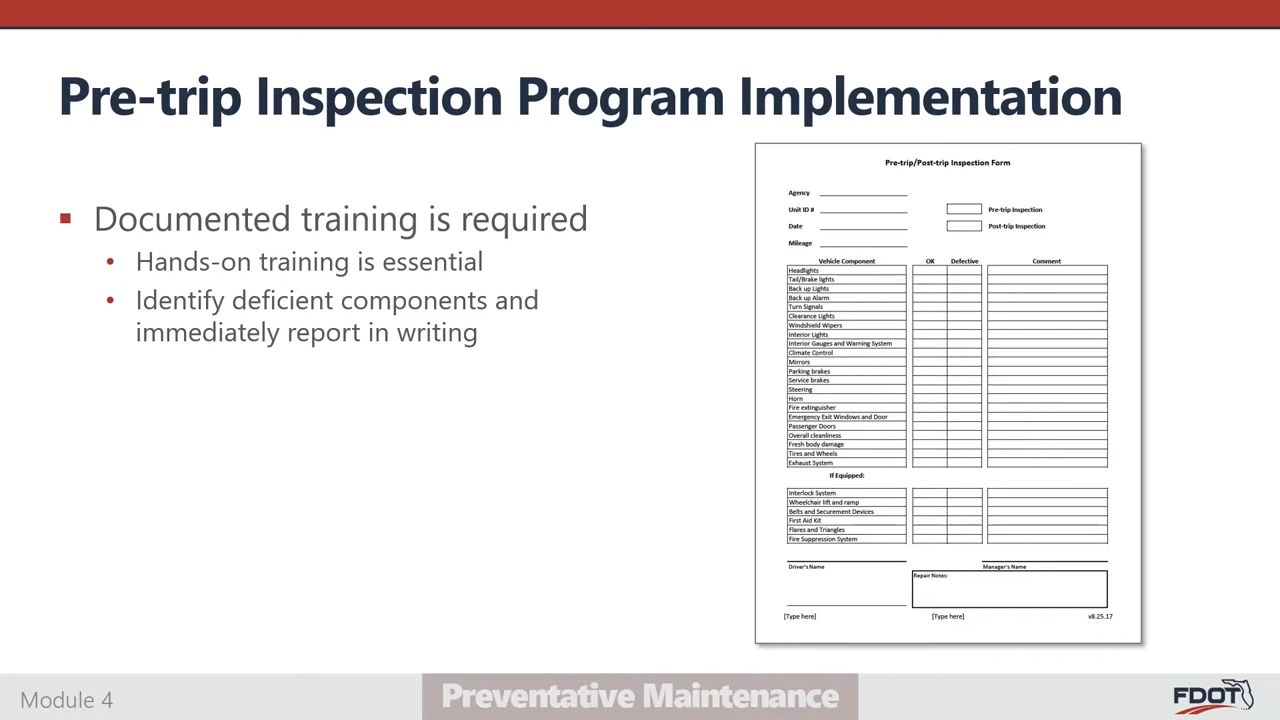 Pre-trip Inspection Program Implementation
Documented training is required
Hands-on training is essential
Identify deficient components and
immediately report in writing
Pre-trip/Post-trip Inspection Form
Agency
Unit ID # Pre-trip Inspection
Date Post-trip Inspection
Mileage
Vehicle Component OK Defective Comment
Headlights
Tail/Brake lights
Back up Lights
Back up Alarm
Turn Signals
Clearance Lights
Windshield Wipers
Interior Lights
Interior Gauges and Warning System
Climate Control
Mirrors
Parking brakes
Service brakes
Steering
Horn
Fire extinguisher
Emergency Exit Windows and Door
Passenger Doors
Overall cleanliness
Fresh body damage
Tires and Wheels
Exhaust System
If Equipped:
Interlock System
Wheelchair lift and ramp
Belts and Securement Devices
First Aid Kit
Flares and Triangles
Fire Suppression System
Driver's Name Manager's Name
Repair Notes:
[Type here] [Type here] v8.25.17
Module 4
Preventative Maintenance
FDOT